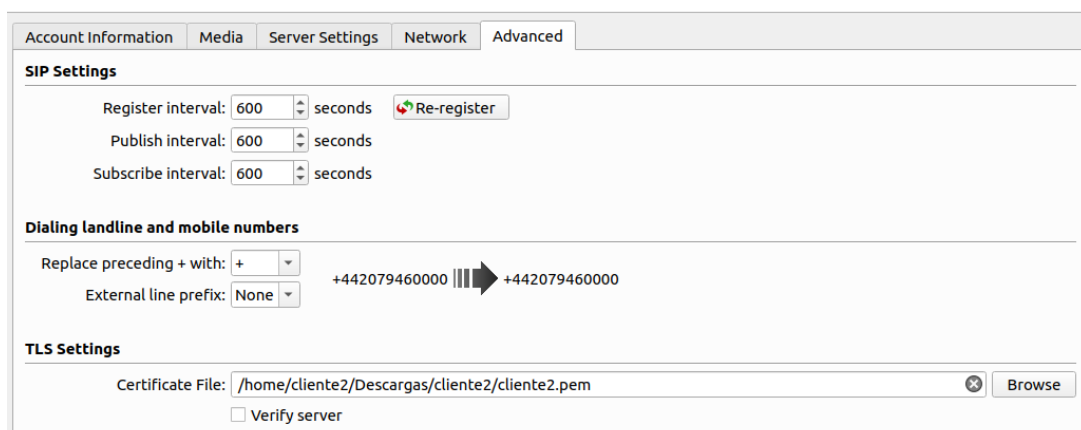 Account Information Media Server Settings Network Advanced
SIP Settings
Register interval: 600 seconds Re-register
Publish interval: 600 seconds
Subscribe interval: 600 seconds
Dialing landline and mobile numbers
Replace preceding + with: +
+442079460000 +442079460000
External line prefix: None
TLS Settings
Certificate File: /home/cliente2/Descargas/cliente2/cliente2.pem Browse
Verify server